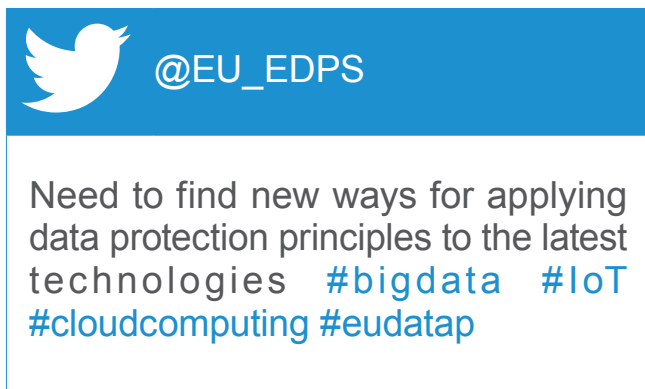 @EU_EDPS
Need to find new ways for applying
data protection principles to the latest
technologies #bigdata #IoT
#cloudcomputing #eudatap